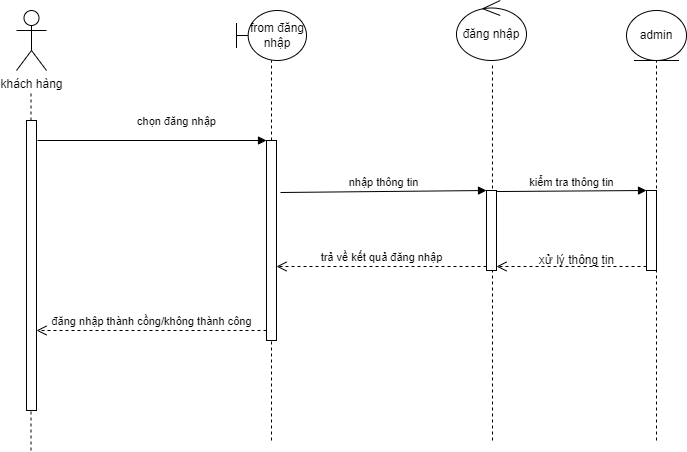 from đăng
nhập
đăng nhập
admin
khách hàng
chọn đăng nhập
nhập thông tin
kiểm tra thông tin
trả về kết quả đăng nhập
xử lý thông tin
đăng nhập thành cồng/không thành công